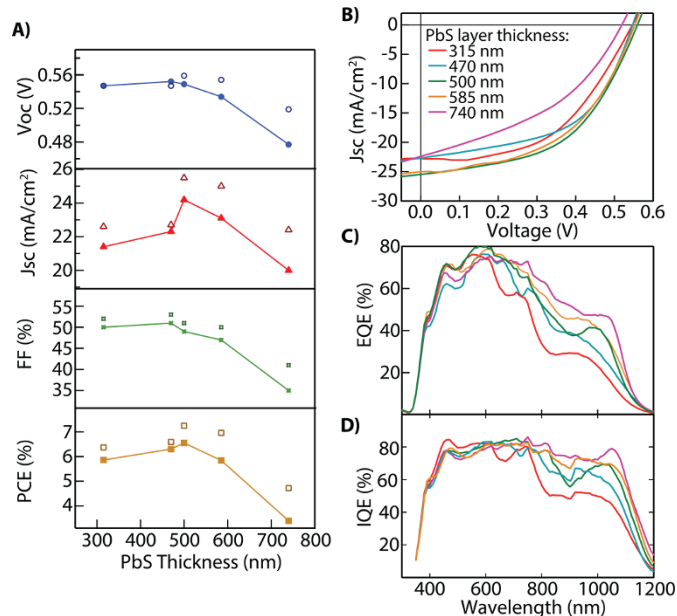 A)
Voc (V)
0.56
0.52
0.48
Jsc (mA/cm²)
26
24
22
20
FF (%)
55
50
45
40
35
PCE (%)
7
6
5
4
300 400 500 600 700 800
PbS Thickness (nm)
B)
Jsc (mA/cm²)
0
-5
-10
-15
-20
-25
-30
PbS layer thickness:
315 nm
470 nm
500 nm
585 nm
740 nm
0.0 0.1 0.2 0.3 0.4 0.5 0.6
Voltage (V)
C)
EQE (%)
80
60
40
20
D)
IQE (%)
80
60
40
20
400 600 800 1000 1200
Wavelength (nm)